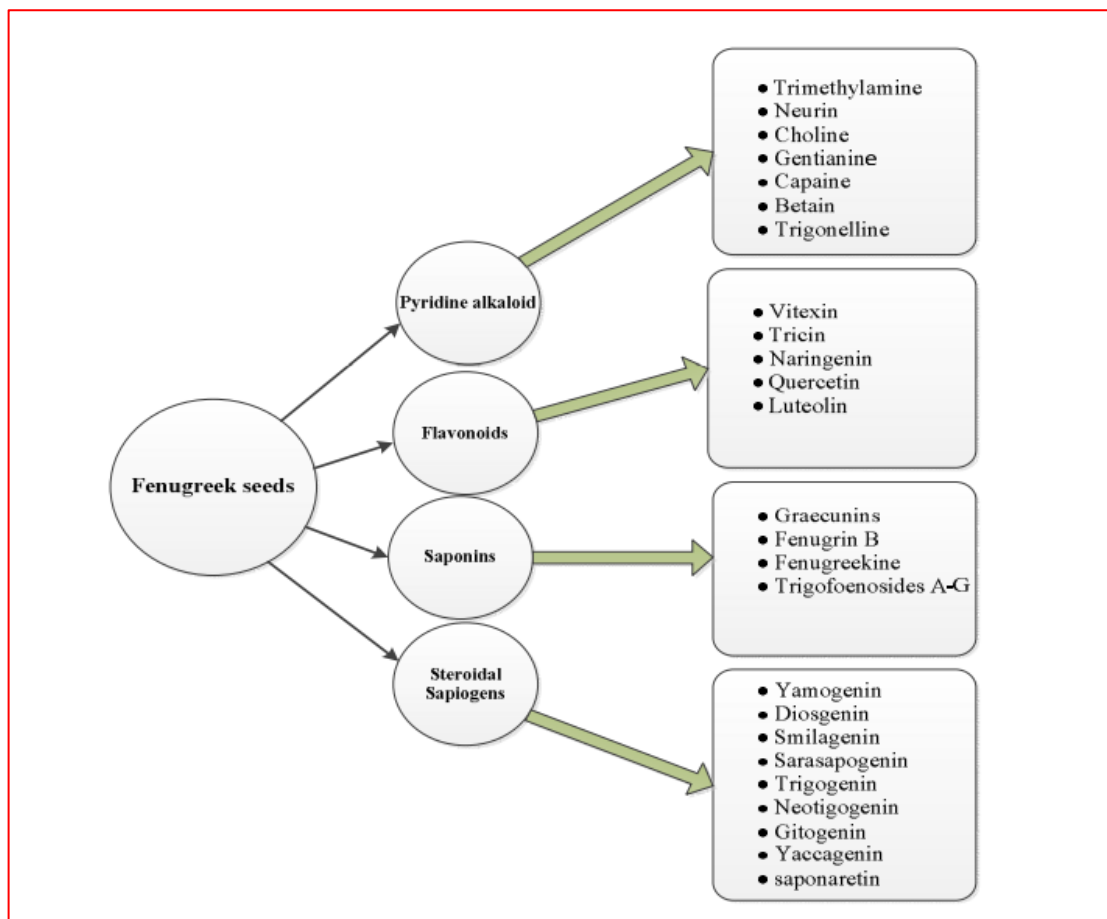 Fenugreek seeds
Pyridine alkaloid
● Trimethylamine
● Neurin
● Choline
● Gentianine
● Capaine
● Betain
● Trigonelline
Flavonoids
● Vitexin
● Tricin
● Naringenin
● Quercetin
● Luteolin
Saponins
● Graecunins
● Fenugrin B
● Fenugreekine
● Trigofoenosides A-G
Steroidal
Sapiogens
● Yamogenin
● Diosgenin
● Smilagenin
● Sarasapogenin
● Trigogenin
● Neotigogenin
● Gitogenin
● Yaccagenin
● saponaretin